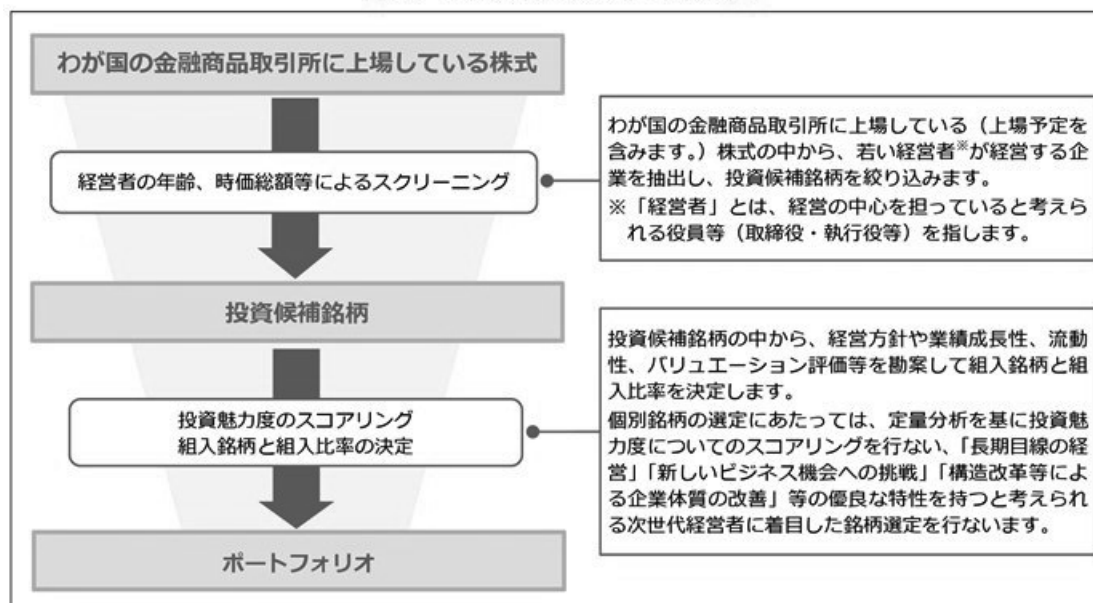 わが国の金融商品取引所に上場している株式
経営者の年齢、時価総額等によるスクリーニング
わが国の金融商品取引所に上場している（上場予定を
含みます。）株式の中から、若い経営者※が経営する企
業を抽出し、投資候補銘柄を絞り込みます。
※「経営者」とは、経営の中心を担っていると考えら
れる役員等（取締役・執行役等）を指します。
投資候補銘柄
投資魅力度のスコアリング
組入銘柄と組入比率の決定
投資候補銘柄の中から、経営方針や業績成長性、流動
性、バリュエーション評価等を勘案して組入銘柄と組
入比率を決定します。
個別銘柄の選定にあたっては、定量分析を基に投資魅
力度についてのスコアリングを行ない、「長期目線の経
営」「新しいビジネス機会への挑戦」「構造改革等によ
る企業体質の改善」等の優良な特性を持つと考えられ
る次世代経営者に着目した銘柄選定を行ないます。
ポートフォリオ